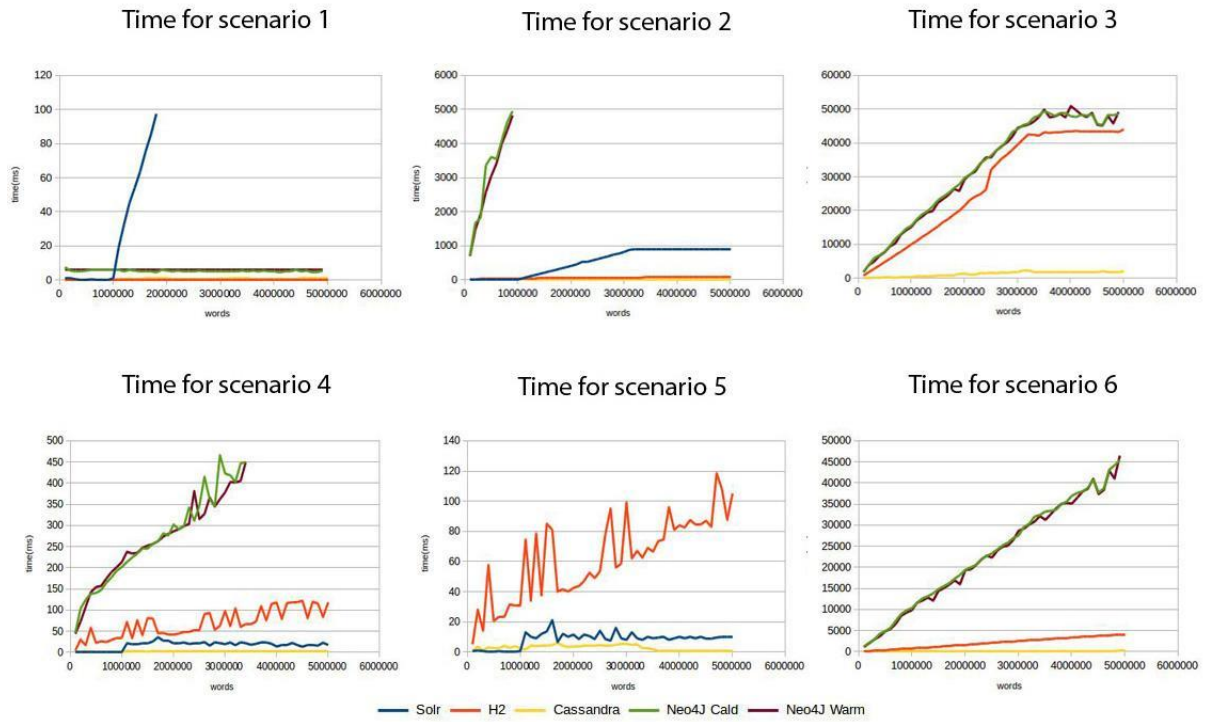 Time for scenario 1
Time for scenario 2
Time for scenario 3
120
100
80
60
40
20
0
time(ms)
0 1000000 2000000 3000000 4000000 5000000 6000000
words
6000
5000
4000
3000
2000
1000
0
time(ms)
0 1000000 2000000 3000000 4000000 5000000 6000000
words
60000
50000
40000
30000
20000
10000
0
0 1000000 2000000 3000000 4000000 5000000 6000000
words
Time for scenario 4
Time for scenario 5
Time for scenario 6
500
450
400
350
300
250
200
150
100
50
0
time(ms)
0 1000000 2000000 3000000 4000000 5000000 6000000
words
140
120
100
80
60
40
20
0
time(ms)
0 1000000 2000000 3000000 4000000 5000000 6000000
words
50000
45000
40000
35000
30000
25000
20000
15000
10000
5000
0
0 1000000 2000000 3000000 4000000 5000000 6000000
words
Solr H2 Cassandra Neo4J Cald Neo4J Warm